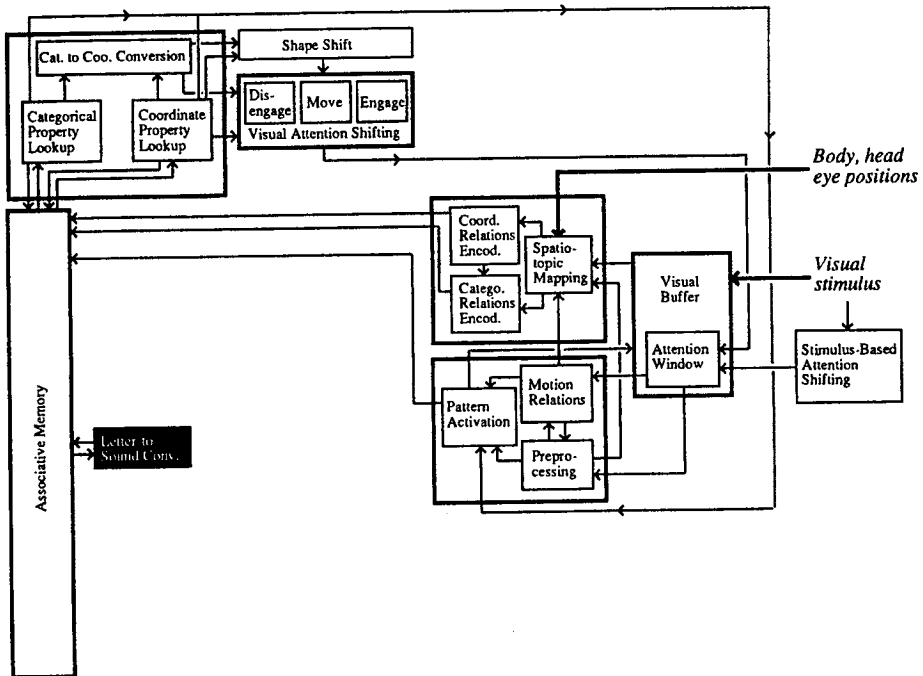 Cat. to Coo. Conversion
Shape Shift
Dis-
engage
Move
Engage
Visual Attention Shifting
Categorical
Property
Lookup
Coordinate
Property
Lookup
Body, head
eye positions
Coord.
Relations
Encod.
Spatio-
topic
Mapping
Catego.
Relations
Encod.
Visual
Buffer
Visual
stimulus
Attention
Window
Stimulus-Based
Attention
Shifting
Motion
Relations
Pattern
Activation
Prepro-
cessing
Associative Memory
Letter to
Sound Conv.